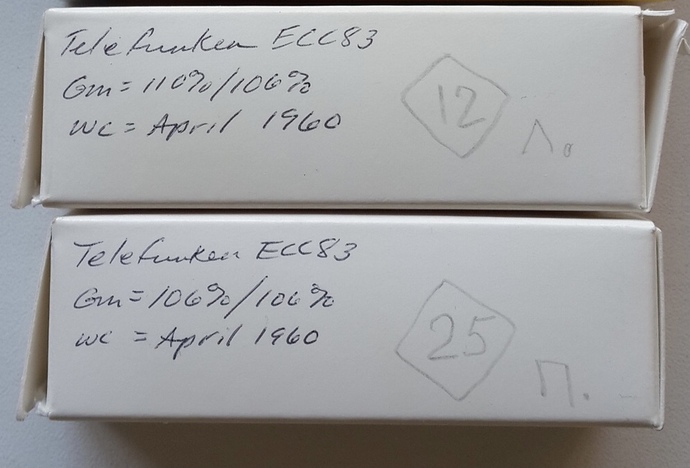 Telefunken ECC83
Gm = 110%/106%
wc = April 1960
12
Л.
Telefunken ECC83
Gm = 106%/106%
wc = April 1960
25
П.